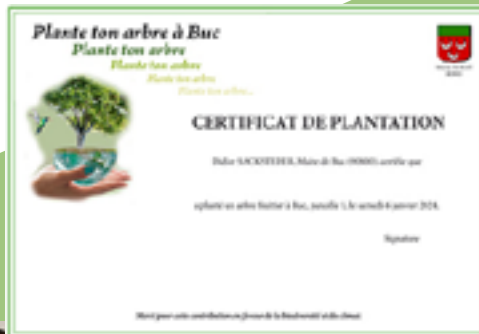 Plante ton arbre à Buc
Plante ton arbre
Plante ton arbre
Plante ton arbre
Plante ton arbre...
CERTIFICAT DE PLANTATION
Didier Maire de Buc certifie que
a planté un arbre fruitier à Buc, parcelle 1, le samedi 6 janvier 2024.
Signature
Merci pour cette contribution en faveur de la biodiversité et du climat